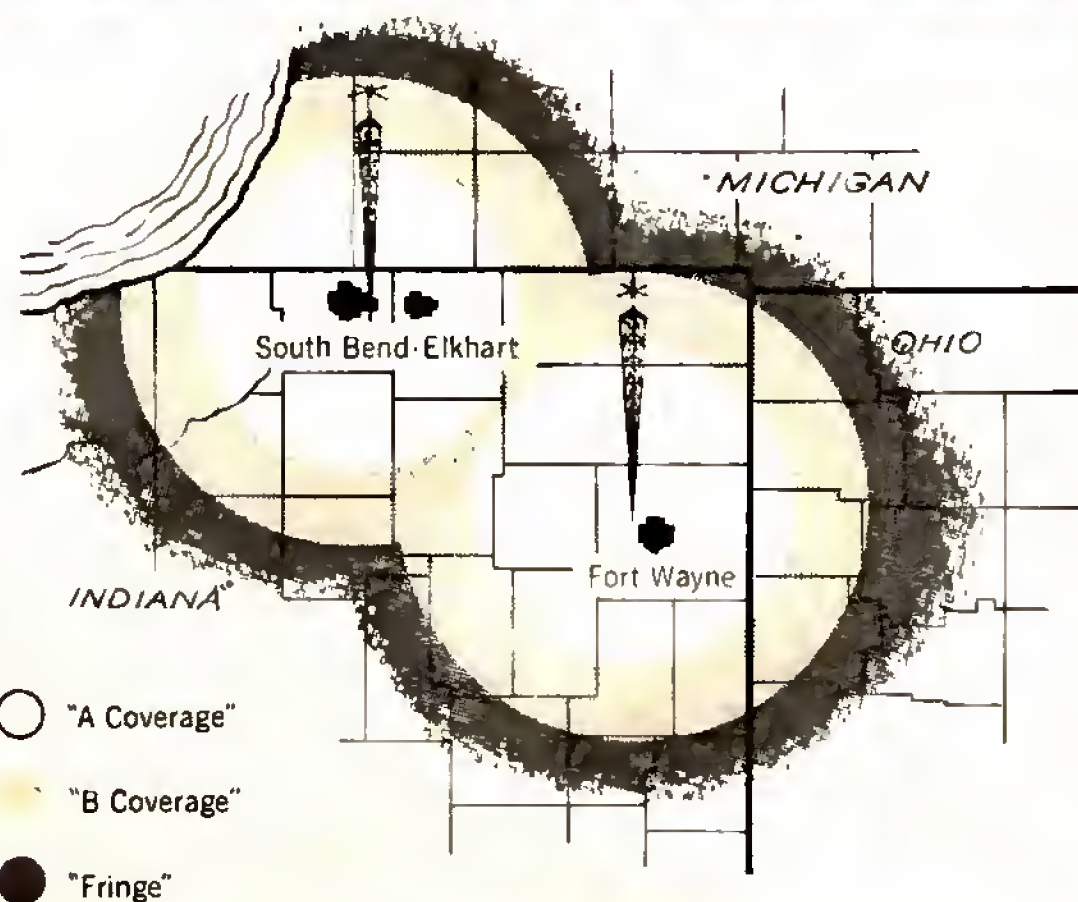 MICHIGAN
OHIO
South Bend·Elkhart
Fort Wayne
INDIANA
"A Coverage"
"B Coverage"
"Fringe"